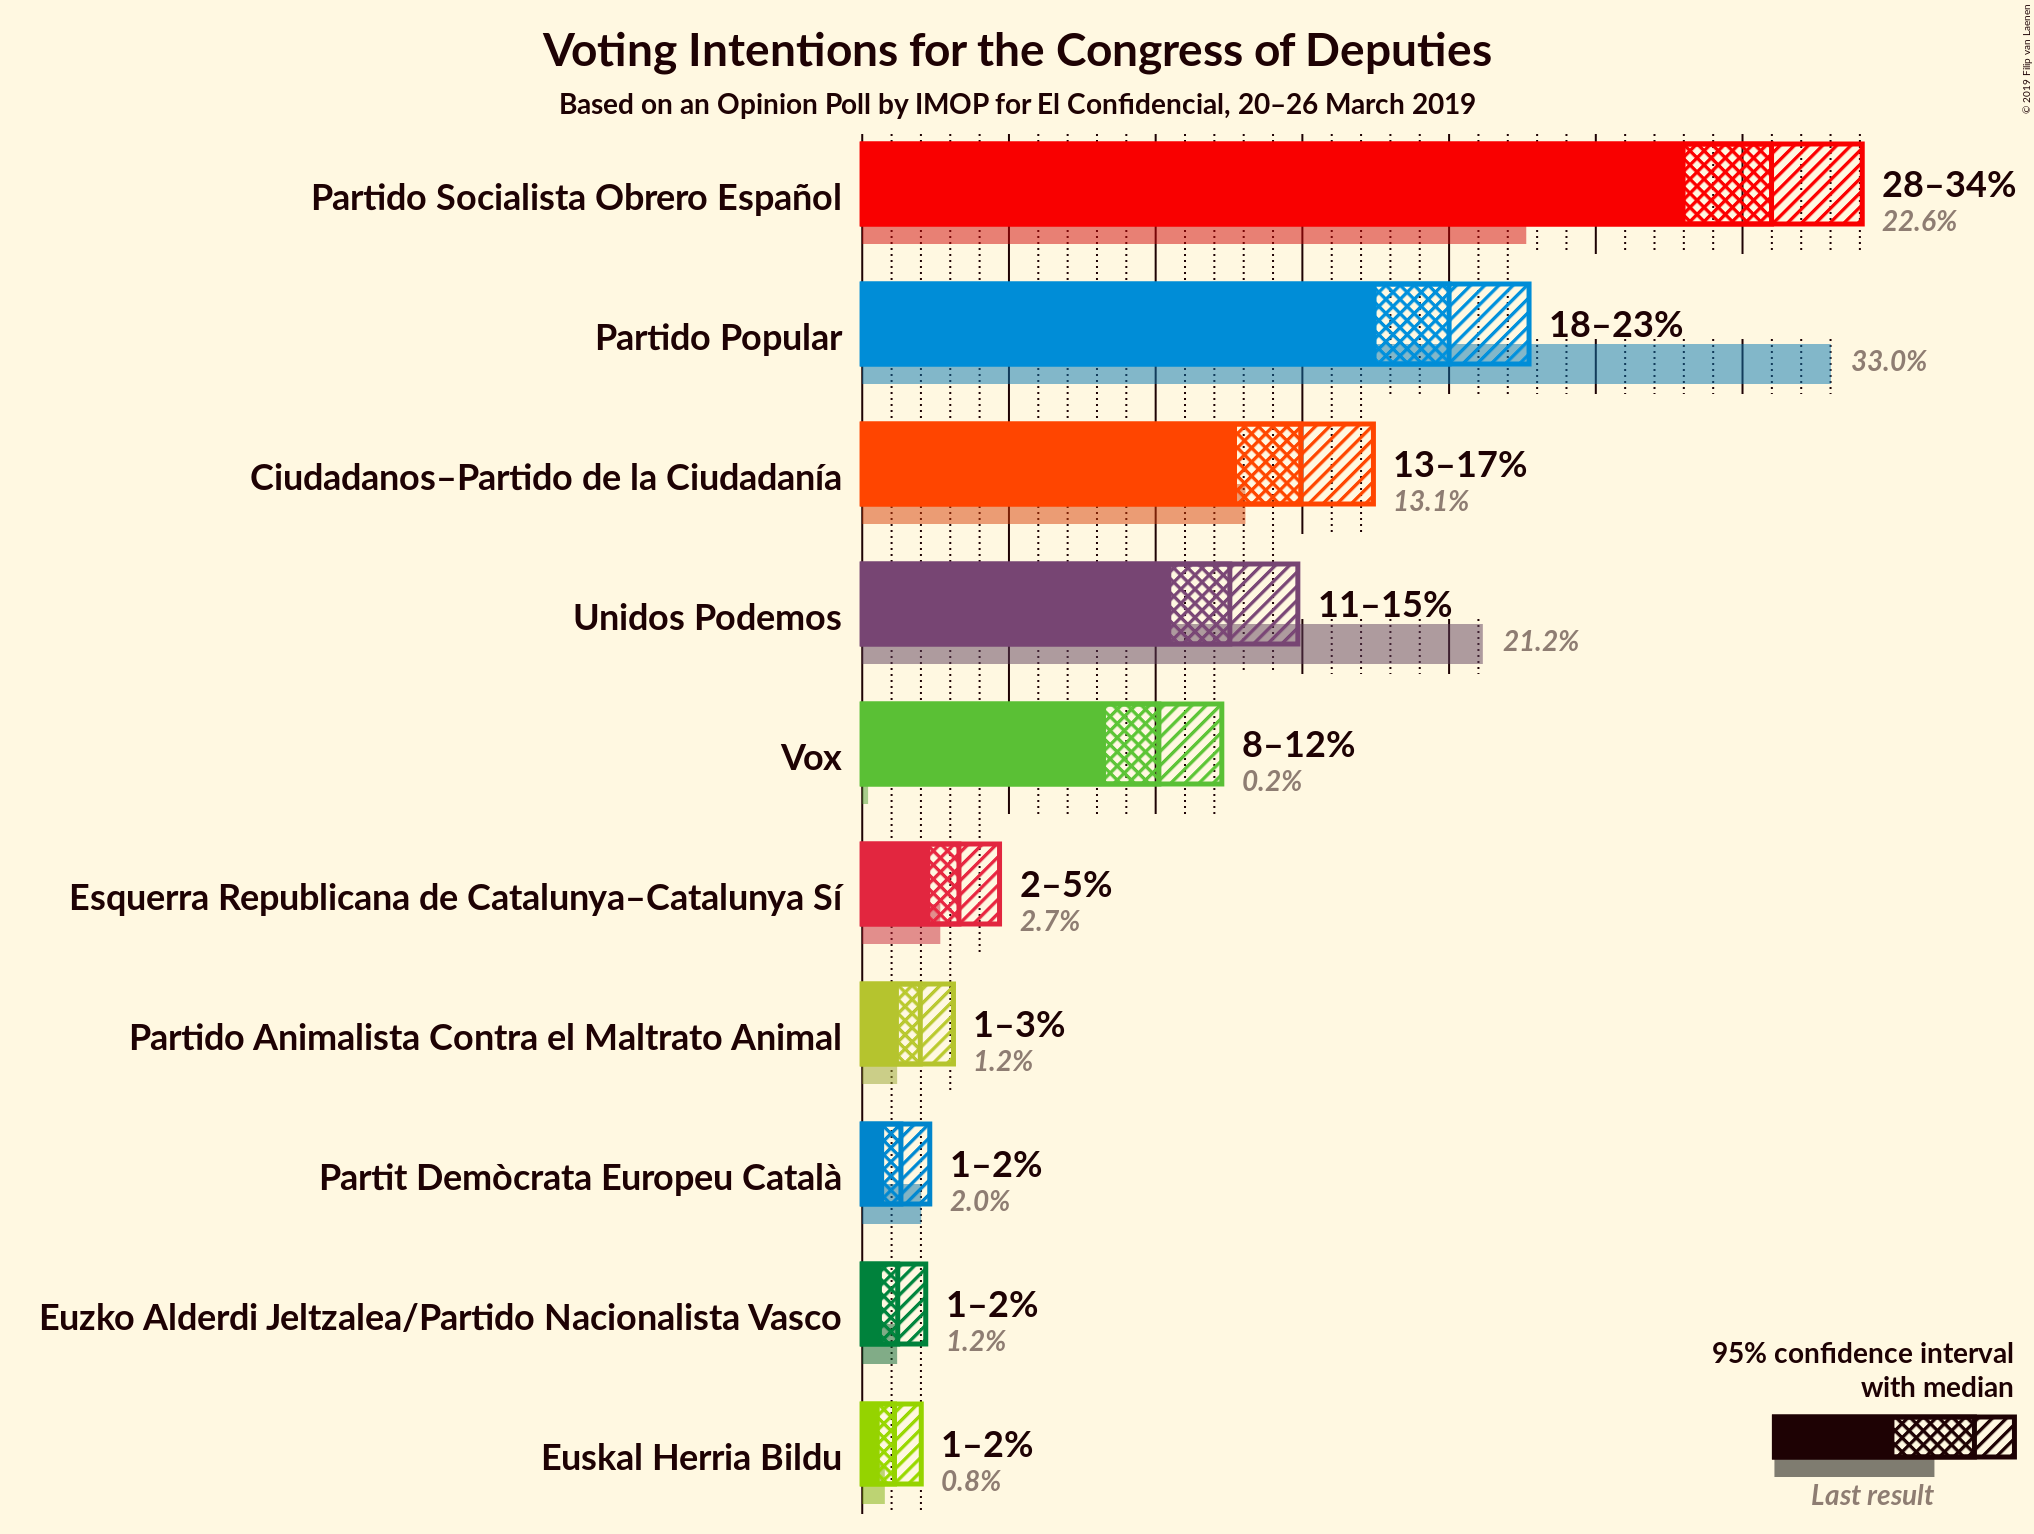 Voting Intentions for the Congress of Deputies
Based on an Opinion Poll by IMOP for El Confidencial, 20–26 March 2019
© 2019 Filip van Laenen
Partido Socialista Obrero Español
28–34%
22.6%
Partido Popular
18–23%
33.0%
Ciudadanos–Partido de la Ciudadanía
13–17%
13.1%
Unidos Podemos
11–15%
21.2%
Vox
8–12%
0.2%
Esquerra Republicana de Catalunya–Catalunya Sí
2–5%
2.7%
Partido Animalista Contra el Maltrato Animal
1–3%
1.2%
Partit Demòcrata Europeu Català
1–2%
2.0%
Euzko Alderdi Jeltzalea/Partido Nacionalista Vasco
1–2%
1.2%
Euskal Herria Bildu
1–2%
0.8%
95% confidence interval
with median
Last result